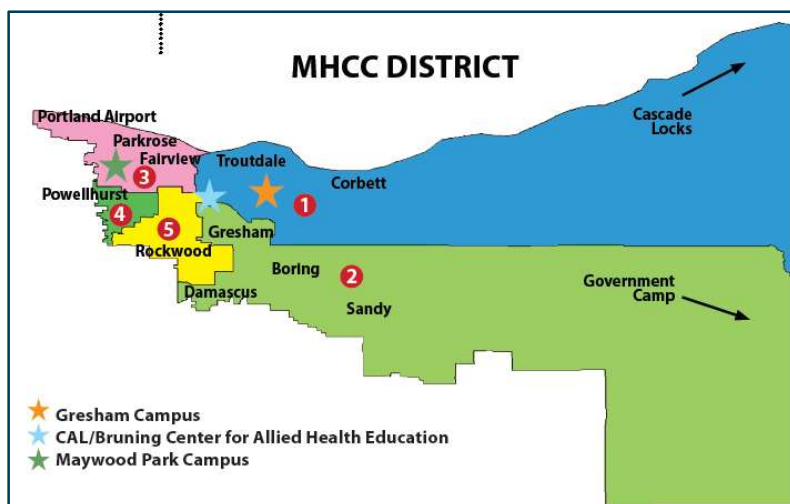 MHCC DISTRICT
Portland Airport
Parkrose
Fairview
3
Troutdale
Corbett
Cascade
Locks
1
Powellhurst
4
5
Rockwood
Gresham
Boring
2
Damascus
Sandy
Government
Camp
Gresham Campus
CAL/Bruning Center for Allied Health Education
Maywood Park Campus